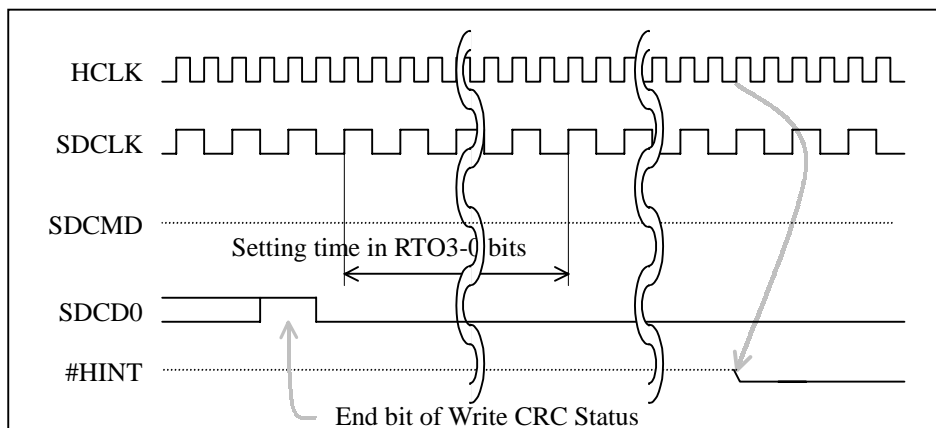 HCLK
SDCLK
SDCMD
Setting time in RTO3-0 bits
SDCD0
#HINT
End bit of Write CRC Status